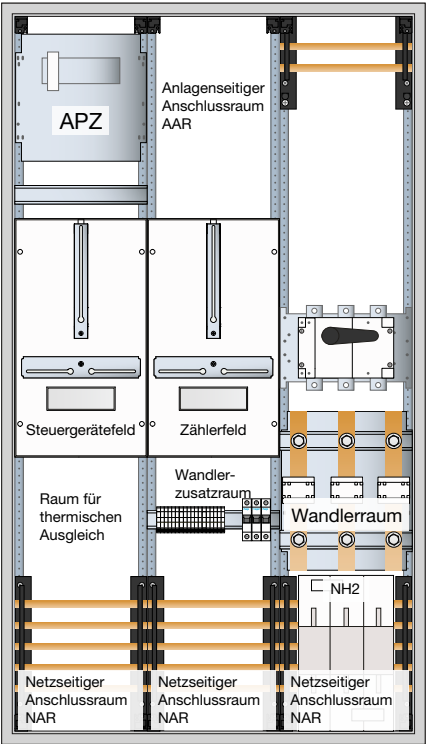 APZ
Anlagenseitiger
Anschlussraum
AAR
Steuergerätefeld
Zählerfeld
Raum für
thermischen
Ausgleich
Wandler-
zusatzraum
Wandlerraum
NH2
Netzseitiger
Anschlussraum
NAR
Netzseitiger
Anschlussraum
NAR
Netzseitiger
Anschlussraum
NAR